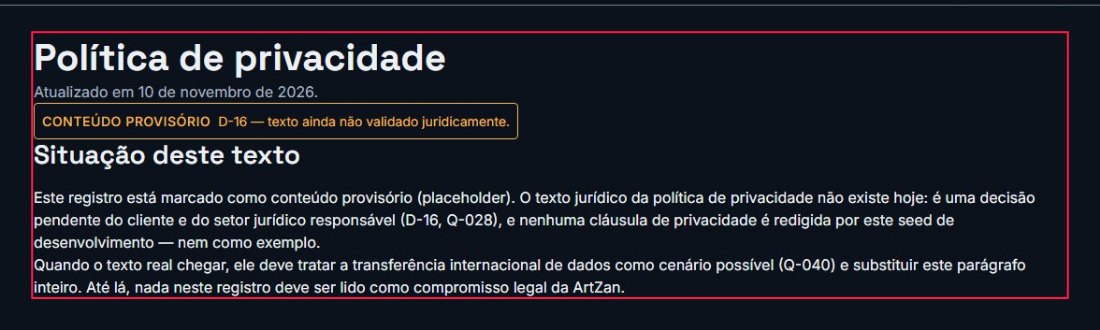 Política de privacidade
Atualizado em 10 de novembro de 2026.
CONTEÚDO PROVISÓRIO D-16 — texto ainda não validado juridicamente.
Situação deste texto
Este registro está marcado como conteúdo provisório (placeholder). O texto jurídico da política de privacidade não existe hoje: é uma decisão
pendente do cliente e do setor jurídico responsável (D-16, Q-028), e nenhuma cláusula de privacidade é redigida por este seed de
desenvolvimento — nem como exemplo.
Quando o texto real chegar, ele deve tratar a transferência internacional de dados como cenário possível (Q-040) e substituir este parágrafo
inteiro. Até lá, nada neste registro deve ser lido como compromisso legal da ArtZan.